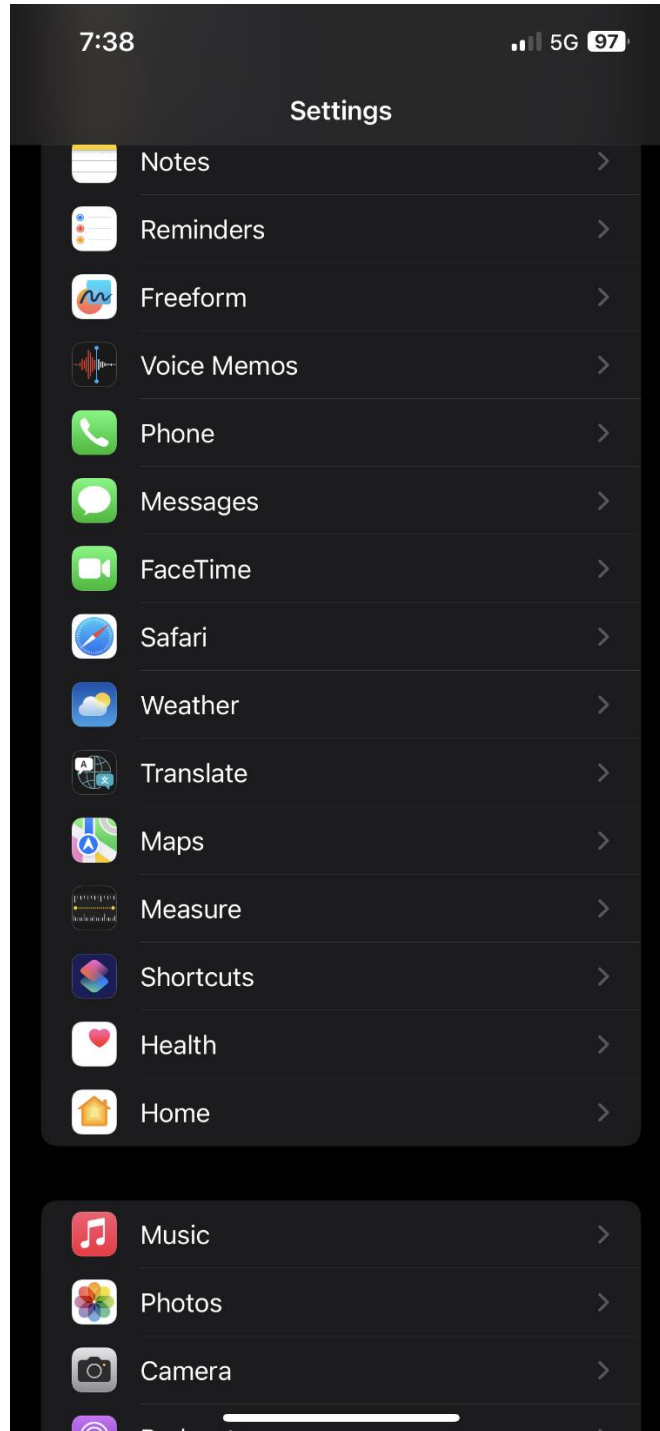 7:38
5G 97
Settings
Notes
Reminders
Freeform
Voice Memos
Phone
Messages
FaceTime
Safari
Weather
Translate
Maps
Measure
Shortcuts
Health
Home
Music
Photos
Camera